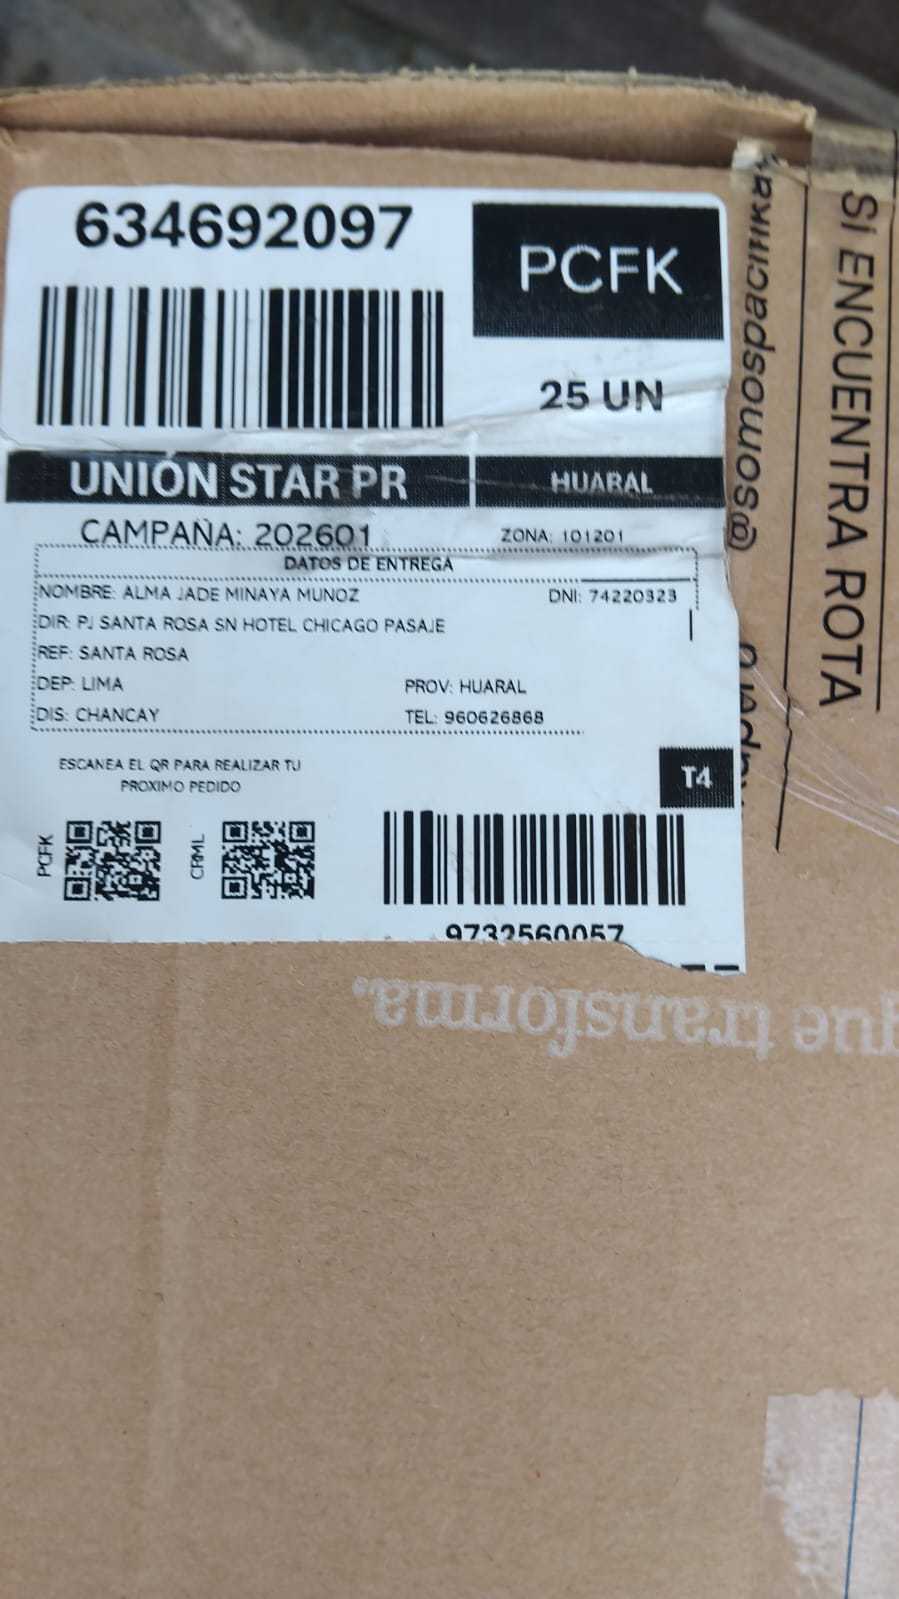 634692097
PCFK
25 UN
UNIÓN STAR PR
HUARAL
CAMPAÑA: 202601
ZONA: 101201
DATOS DE ENTREGA
NOMBRE: ALMA JADE MINAYA MUNOZ
DNI: 74220323
DIR: PJ SANTA ROSA SN HOTEL CHICAGO PASAJE
REF: SANTA ROSA
DEP: LIMA
PROV: HUARAL
DIS: CHANCAY
TEL: 960626868
ESCANEA EL QR PARA REALIZAR TU
PROXIMO PEDIDO
T4
PCFK
CRML
9732560057
SI ENCUENTRA ROTA
que transforma.